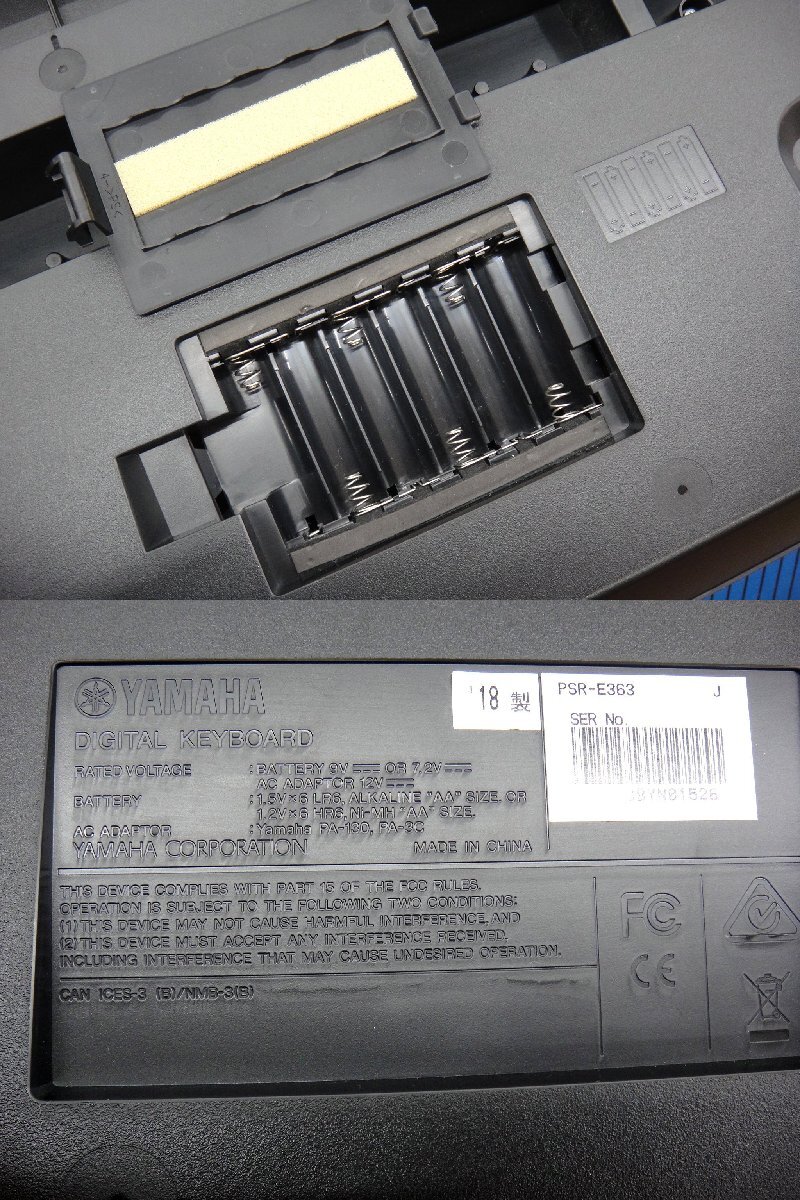 YAMAHA
DIGITAL KEYBOARD
RATED VOLTAGE : BATTERY 9V OR 7.2V
AC ADAPTOR 12V
BATTERY : 1.5V×6 LR6, ALKALINE "AA" SIZE. OR
1.2V×6 HR6, Ni-MH "AA" SIZE.
AC ADAPTOR : Yamaha PA-130, PA-3C
YAMAHA CORPORATION MADE IN CHINA
'18 製
PSR-E363 J
SER No.
THIS DEVICE COMPLIES WITH PART 15 OF THE FCC RULES.
OPERATION IS SUBJECT TO THE FOLLOWING TWO CONDITIONS:
(1) THIS DEVICE MAY NOT CAUSE HARMFUL INTERFERENCE, AND
(2) THIS DEVICE MUST ACCEPT ANY INTERFERENCE RECEIVED,
INCLUDING INTERFERENCE THAT MAY CAUSE UNDESIRED OPERATION.
CAN ICES-3 (B)/NMB-3(B)
FC
CE